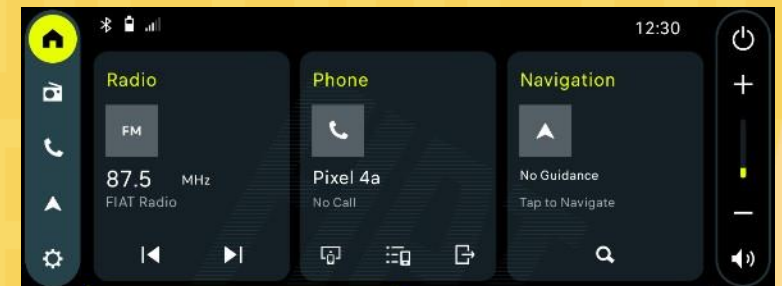 12:30
Radio
FM
87.5 MHz
FIAT Radio
Phone
Pixel 4a
No Call
Navigation
No Guidance
Tap to Navigate